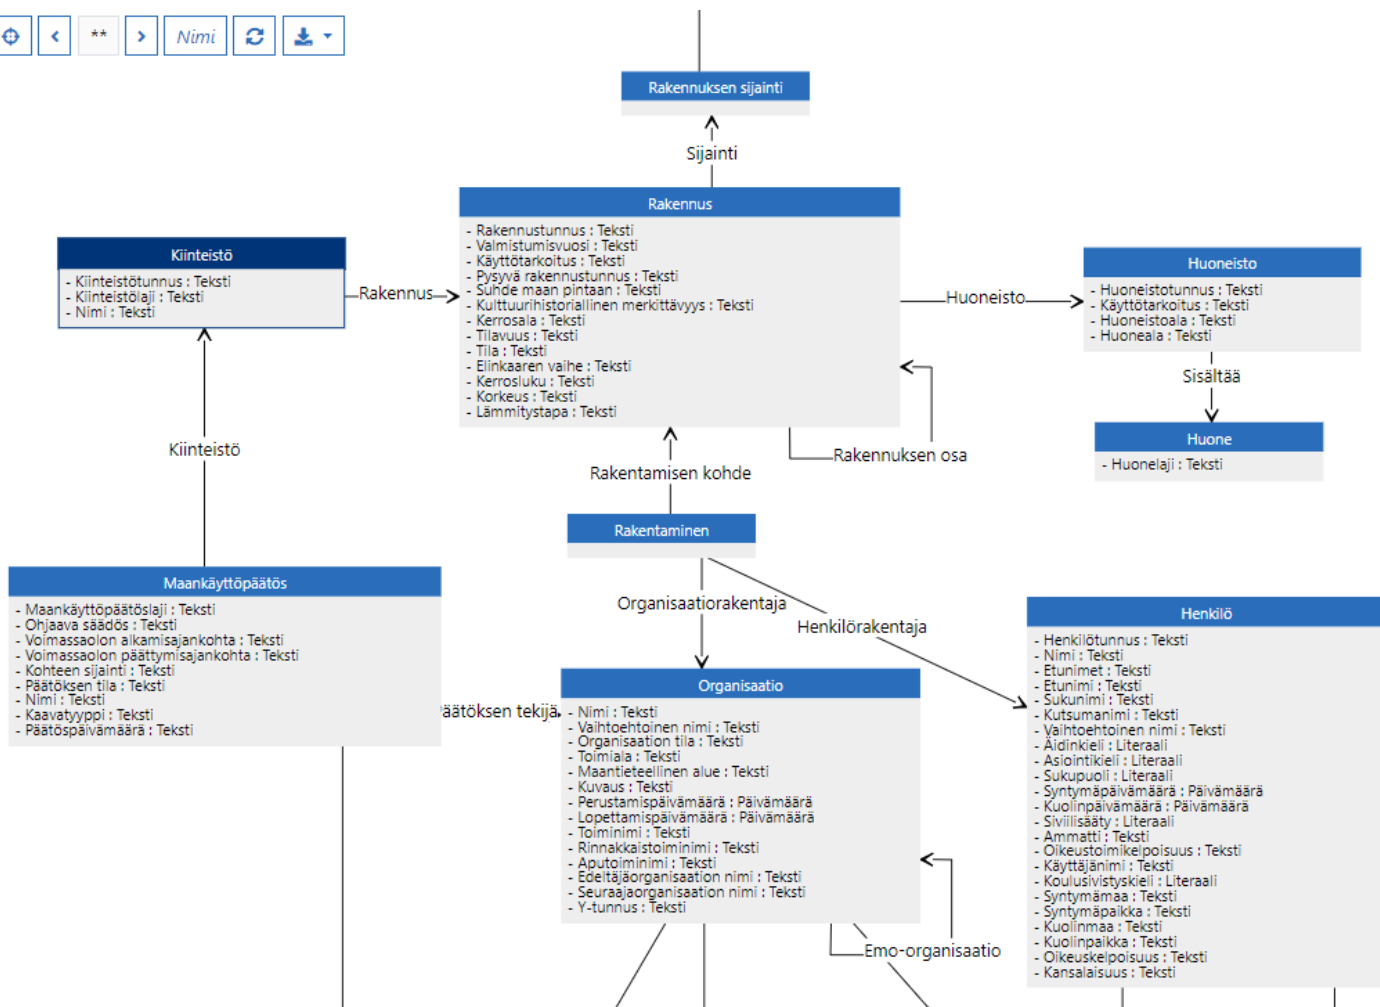 **
Nimi
Rakennuksen sijainti
Sijainti
Rakennus
- Rakennustunnus : Teksti
- Valmistumisvuosi : Teksti
- Käyttötarkoitus : Teksti
- Pysyvä rakennustunnus : Teksti
- Suhde maan pintaan : Teksti
- Kulttuurihistoriallinen merkittävyys : Teksti
- Kerrosala : Teksti
- Tilavuus : Teksti
- Tila : Teksti
- Elinkaaren vaihe : Teksti
- Kerrosluku : Teksti
- Korkeus : Teksti
- Lämmitystapa : Teksti
Kiinteistö
- Kiinteistötunnus : Teksti
- Kiinteistölaji : Teksti
- Nimi : Teksti
Rakennus
Huoneisto
Huoneisto
- Huoneistotunnus : Teksti
- Käyttötarkoitus : Teksti
- Huoneistoala : Teksti
- Huoneala : Teksti
Sisältää
Huone
- Huonelaji : Teksti
Kiinteistö
Rakennuksen osa
Rakentamisen kohde
Rakentaminen
Maankäyttöpäätös
- Maankäyttöpäätöslaji : Teksti
- Ohjaava säädös : Teksti
- Voimassaolon alkamisajankohta : Teksti
- Voimassaolon päättymisajankohta : Teksti
- Kohteen sijainti : Teksti
- Päätöksen tila : Teksti
- Nimi : Teksti
- Kaavatyyppi : Teksti
- Päätöspäivämäärä : Teksti
Organisaatiorakentaja
Henkilörakentaja
äätöksen tekijä
Organisaatio
- Nimi : Teksti
- Vaihtoehtoinen nimi : Teksti
- Organisaation tila : Teksti
- Toimiala : Teksti
- Maantieteellinen alue : Teksti
- Kuvaus : Teksti
- Perustamispäivämäärä : Päivämäärä
- Lopettamispäivämäärä : Päivämäärä
- Toiminimi : Teksti
- Rinnakkaistoiminimi : Teksti
- Aputoiminimi : Teksti
- Edeltäjäorganisaation nimi : Teksti
- Seuraajaorganisaation nimi : Teksti
- Y-tunnus : Teksti
Emo-organisaatio
Henkilö
- Henkilötunnus : Teksti
- Nimi : Teksti
- Etunimet : Teksti
- Etunimi : Teksti
- Sukunimi : Teksti
- Kutsumanimi : Teksti
- Vaihtoehtoinen nimi : Teksti
- Äidinkieli : Literaali
- Asiointikieli : Literaali
- Sukupuoli : Literaali
- Syntymäpäivämäärä : Päivämäärä
- Kuolinpäivämäärä : Päivämäärä
- Siviilisääty : Literaali
- Ammatti : Teksti
- Oikeustoimikelpoisuus : Teksti
- Käyttäjänimi : Teksti
- Koulusivistyskieli : Literaali
- Syntymämaa : Teksti
- Syntymäpaikka : Teksti
- Kuolinmaa : Teksti
- Kuolinpaikka : Teksti
- Oikeuskelpoisuus : Teksti
- Kansalaisuus : Teksti